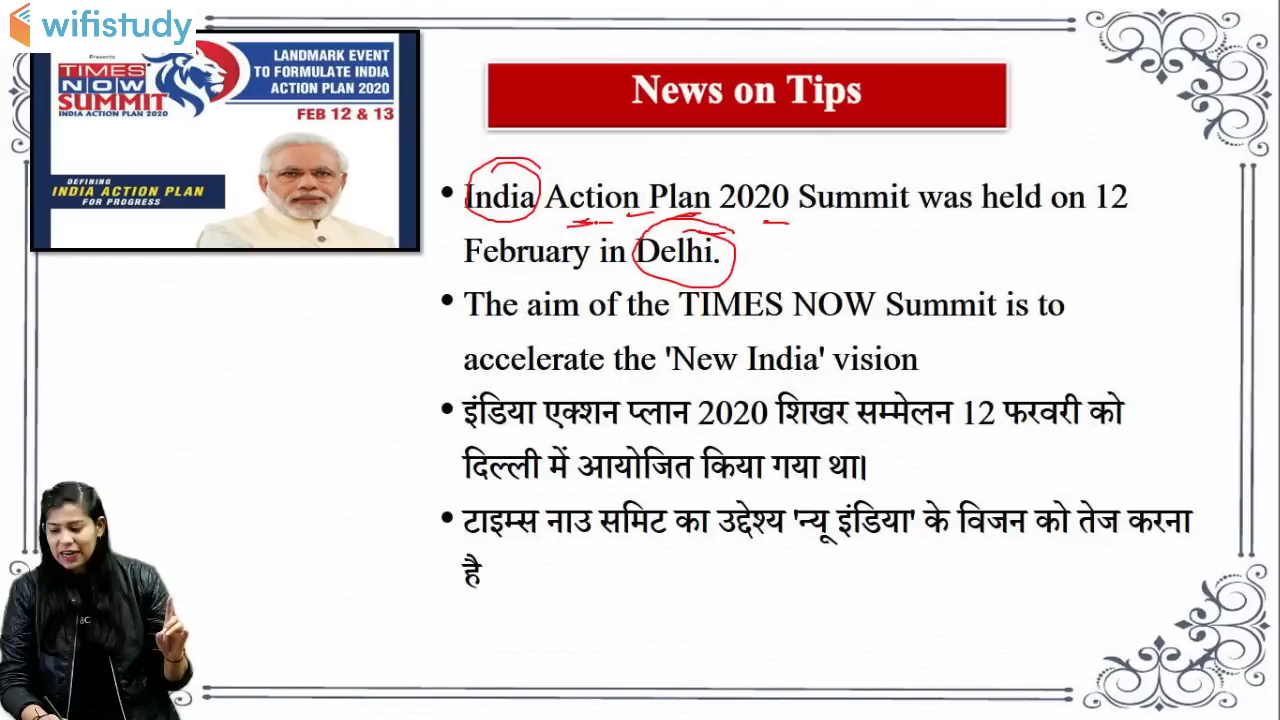 wifistudy
Presents
TIMES
NOW
SUMMIT
INDIA ACTION PLAN 2020
LANDMARK EVENT
TO FORMULATE INDIA
ACTION PLAN 2020
FEB 12 & 13
DEFINING
INDIA ACTION PLAN
FOR PROGRESS
News on Tips
• India Action Plan 2020 Summit was held on 12
February in Delhi.
• The aim of the TIMES NOW Summit is to
accelerate the 'New India' vision
• इंडिया एक्शन प्लान 2020 शिखर सम्मेलन 12 फरवरी को
दिल्ली में आयोजित किया गया था।
• टाइम्स नाउ समिट का उद्देश्य 'न्यू इंडिया' के विजन को तेज करना
है